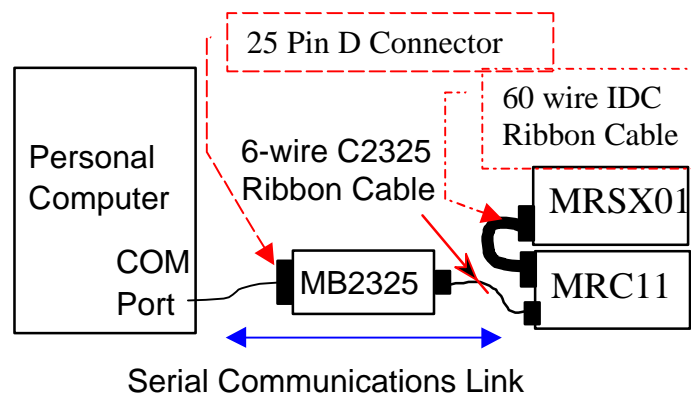 25 Pin D Connector
60 wire IDC
Ribbon Cable
Personal
Computer
6-wire C2325
Ribbon Cable
MRSX01
COM
Port
MB2325
MRC11
Serial Communications Link